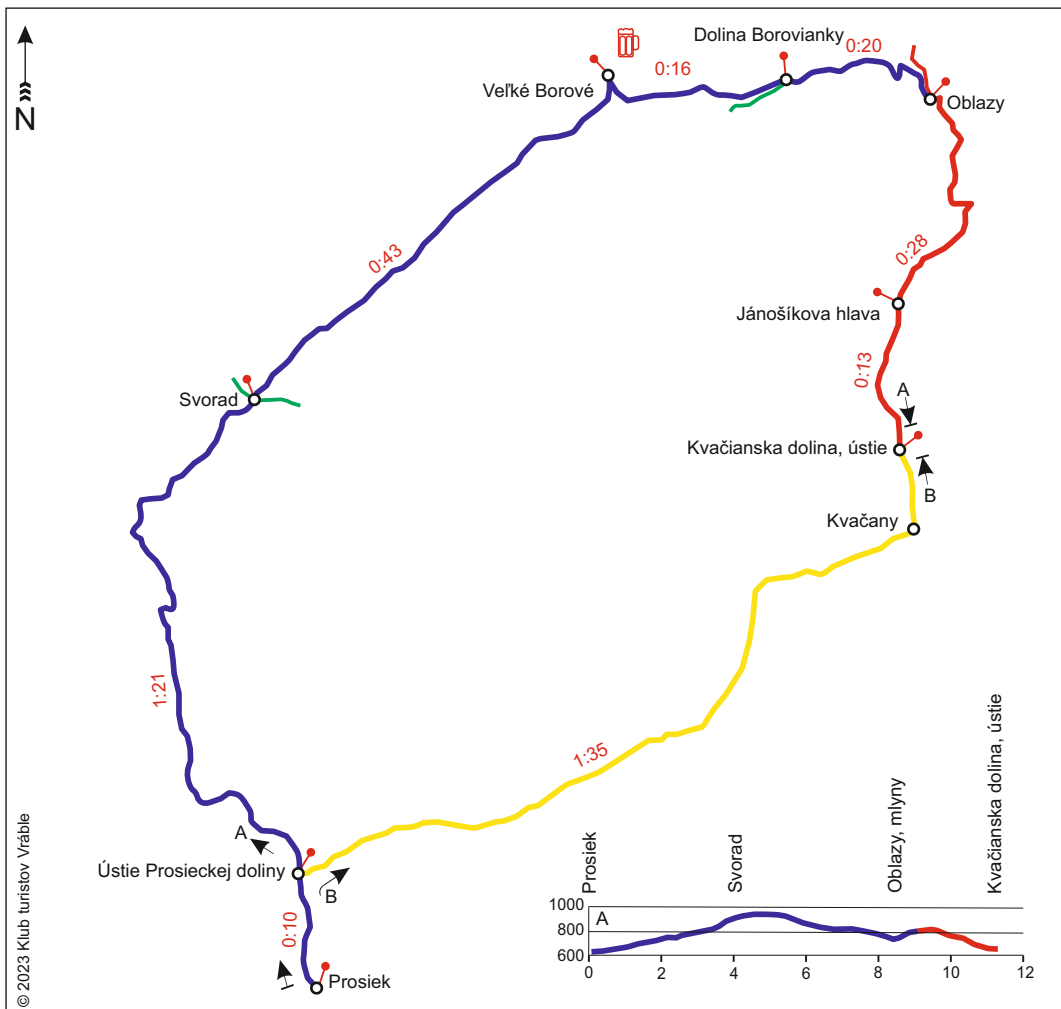 N
Dolina Borovianky
0:20
0:16
Veľké Borové
Oblazy
0:43
0:28
Jánošíkova hlava
0:13
A
Svorad
Kvačianska dolina, ústie
B
Kvačany
1:21
1:35
A
Ústie Prosieckej doliny
B
0:10
Prosiek
© 2023 Klub turistov Vráble
Prosiek
Svorad
Oblazy, mlyny
Kvačianska dolina, ústie
1000
A
800
600
0 2 4 6 8 10 12